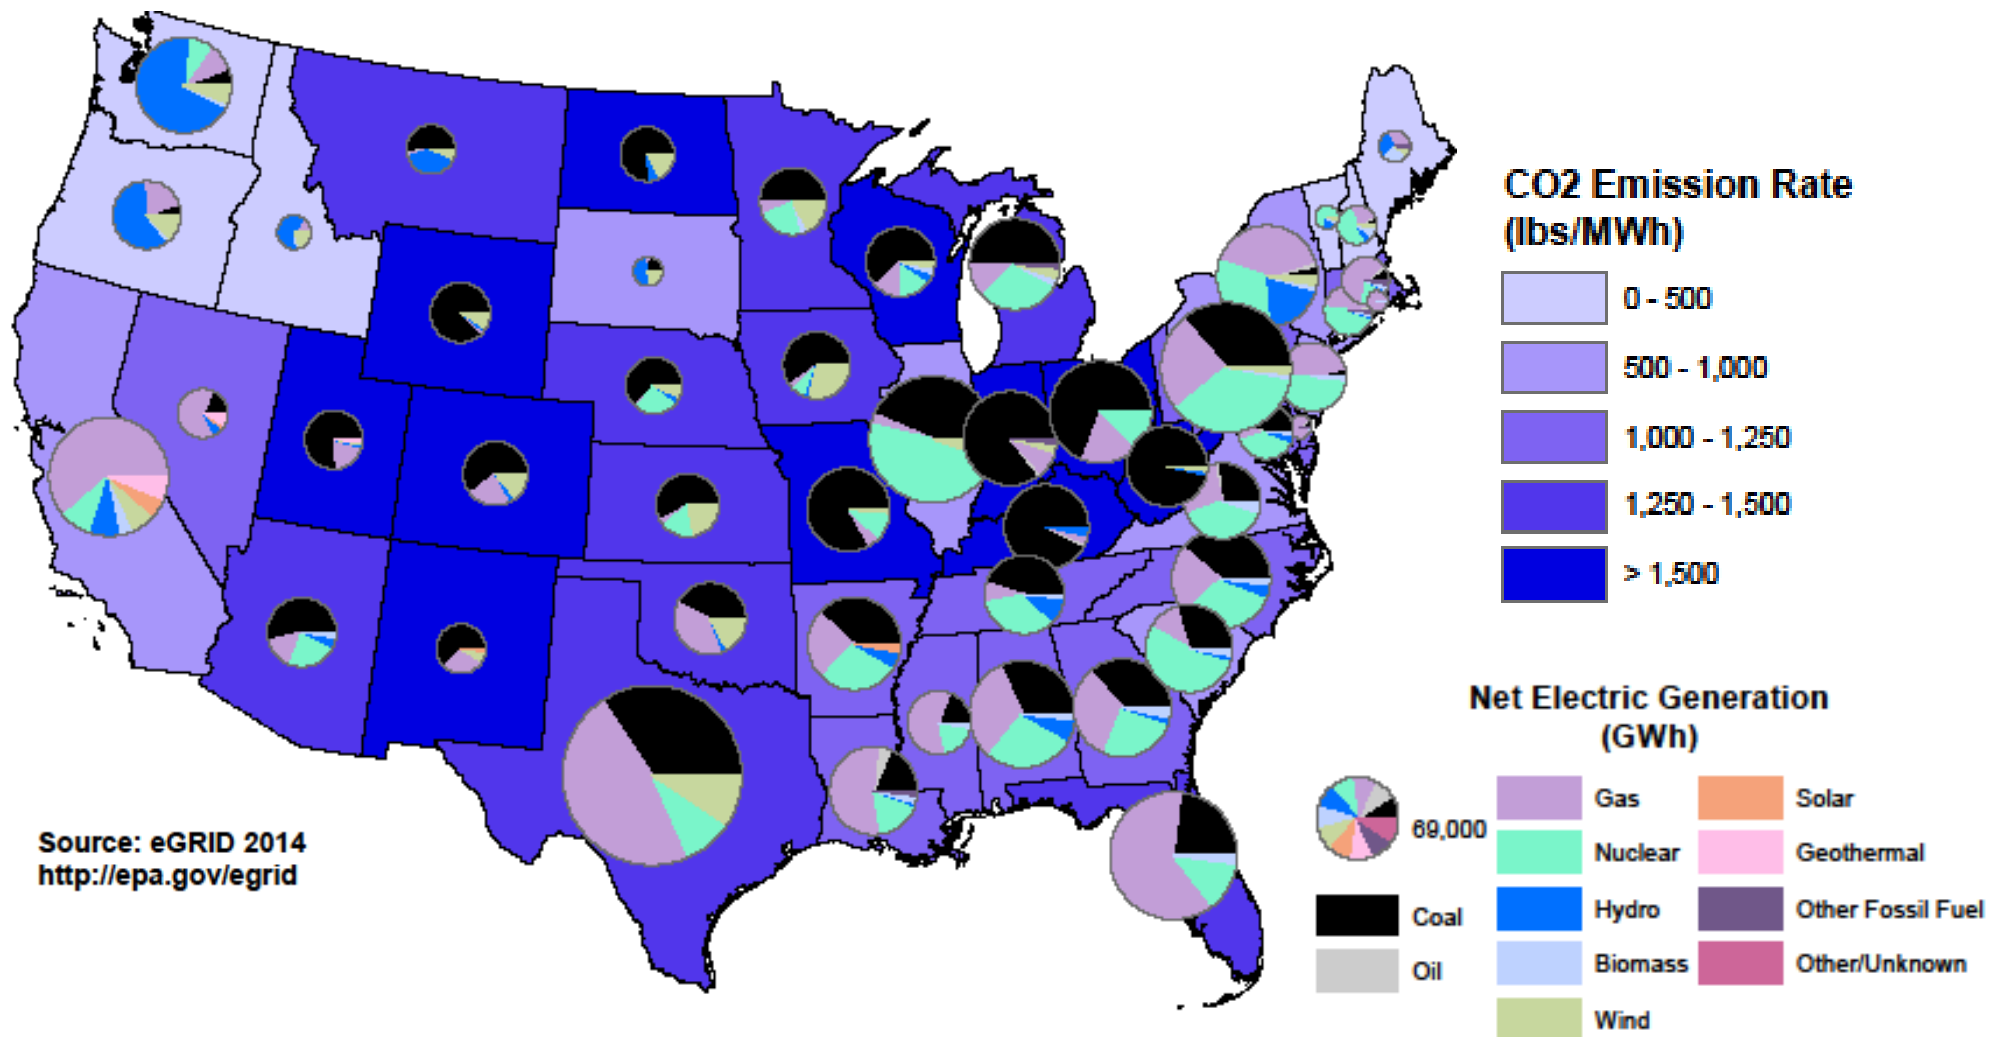 CO2 Emission Rate
(lbs/MWh)
0 - 500
500 - 1,000
1,000 - 1,250
1,250 - 1,500
> 1,500
Net Electric Generation
(GWh)
69,000
Coal
Oil
Gas
Nuclear
Hydro
Biomass
Wind
Solar
Geothermal
Other Fossil Fuel
Other/Unknown
Source: eGRID 2014
http://epa.gov/egrid